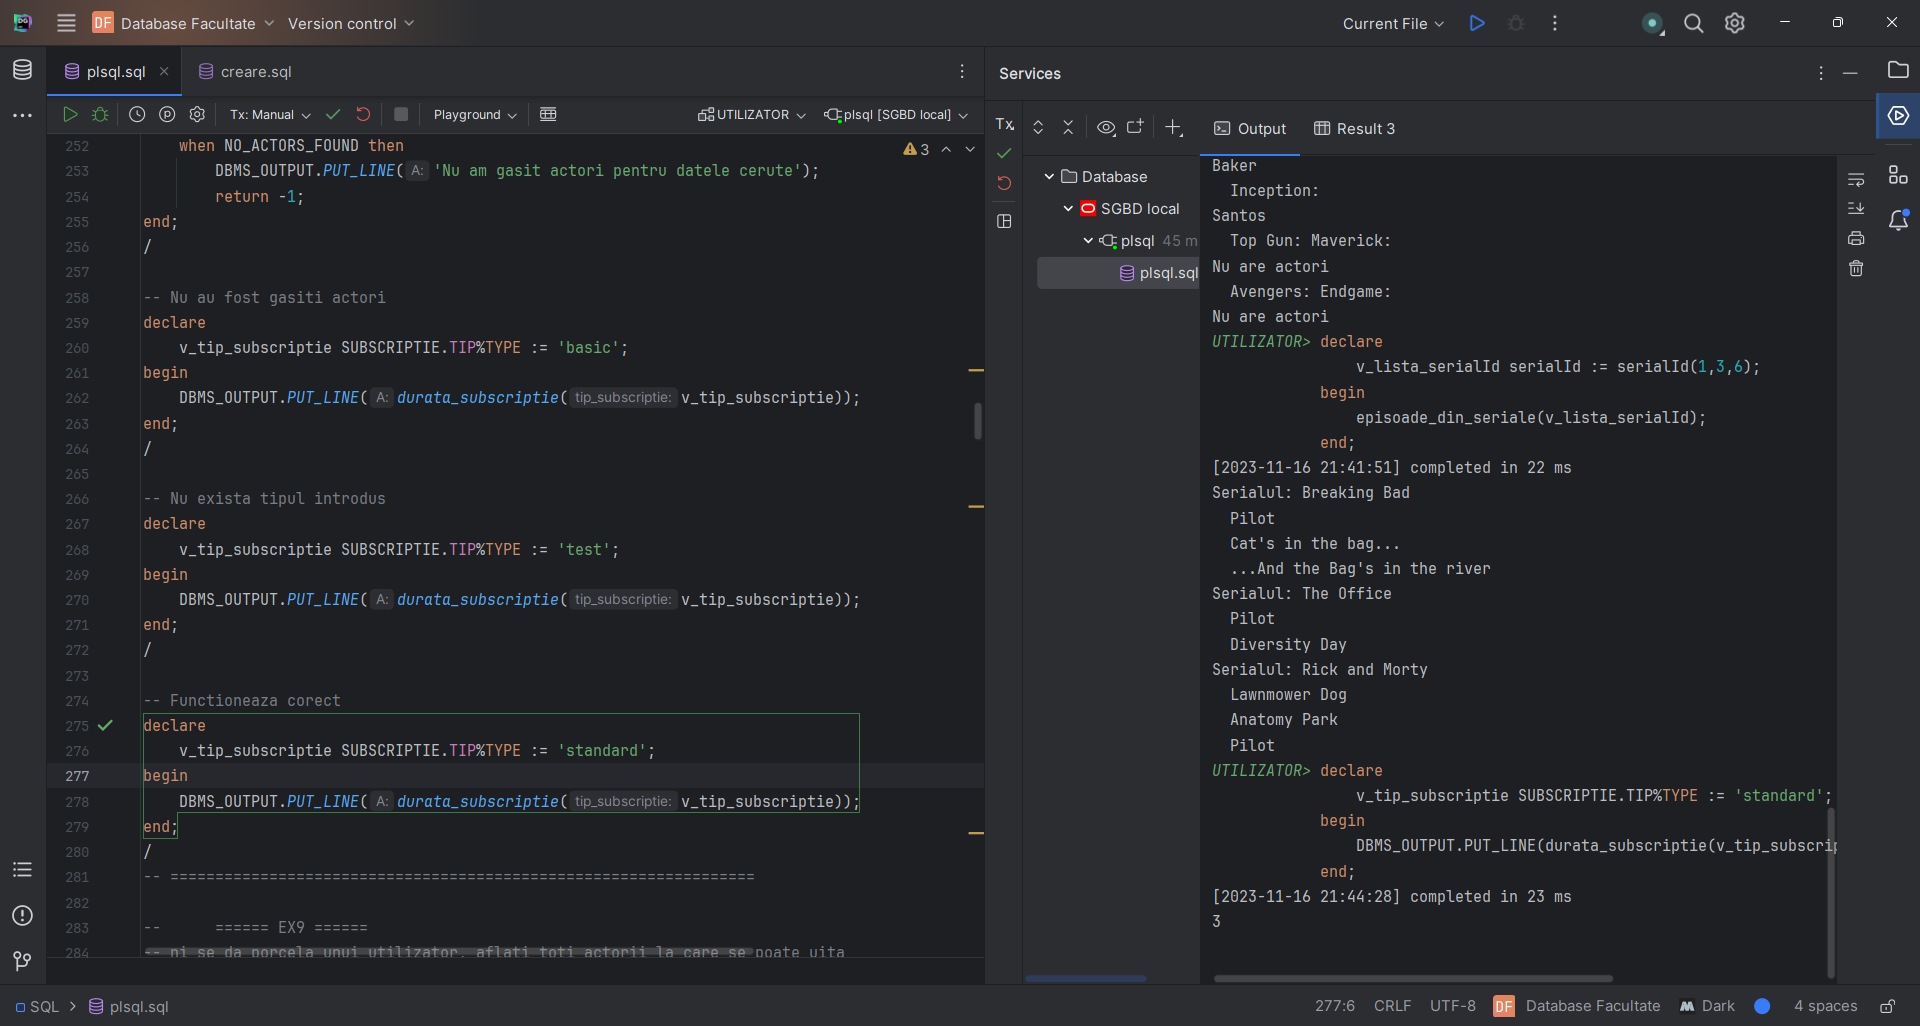 DG
DF Database Facultate Version control Current File
plsql.sql creare.sql
Services
Tx: Manual Playground UTILIZATOR plsql [SGBD local]
252 when NO_ACTORS_FOUND then
253 DBMS_OUTPUT.PUT_LINE( A: 'Nu am gasit actori pentru datele cerute');
254 return -1;
255 end;
256 /
257
258 -- Nu au fost gasiti actori
259 declare
260 v_tip_subscriptie SUBSCRIPTIE.TIP%TYPE := 'basic';
261 begin
262 DBMS_OUTPUT.PUT_LINE( A: durata_subscriptie( tip_subscriptie: v_tip_subscriptie));
263 end;
264 /
265
266 -- Nu exista tipul introdus
267 declare
268 v_tip_subscriptie SUBSCRIPTIE.TIP%TYPE := 'test';
269 begin
270 DBMS_OUTPUT.PUT_LINE( A: durata_subscriptie( tip_subscriptie: v_tip_subscriptie));
271 end;
272 /
273
274 -- Functioneaza corect
275 declare
276 v_tip_subscriptie SUBSCRIPTIE.TIP%TYPE := 'standard';
277 begin
278 DBMS_OUTPUT.PUT_LINE( A: durata_subscriptie( tip_subscriptie: v_tip_subscriptie));
279 end;
280 /
281 -- =================================================================
282
283 -- ====== EX9 ======
284 -- ni se da porcela unui utilizator, aflati toti actorii la care se poate uita
3
Tx
Output Result 3
Database
SGBD local
plsql 45 m
plsql.sql
Baker
Inception:
Santos
Top Gun: Maverick:
Nu are actori
Avengers: Endgame:
Nu are actori
UTILIZATOR> declare
v_lista_serialId serialId := serialId(1,3,6);
begin
episoade_din_seriale(v_lista_serialId);
end;
[2023-11-16 21:41:51] completed in 22 ms
Serialul: Breaking Bad
Pilot
Cat's in the bag...
...And the Bag's in the river
Serialul: The Office
Pilot
Diversity Day
Serialul: Rick and Morty
Lawnmower Dog
Anatomy Park
Pilot
UTILIZATOR> declare
v_tip_subscriptie SUBSCRIPTIE.TIP%TYPE := 'standard';
begin
DBMS_OUTPUT.PUT_LINE(durata_subscriptie(v_tip_subscrip
end;
[2023-11-16 21:44:28] completed in 23 ms
3
SQL > plsql.sql 277:6 CRLF UTF-8 DF Database Facultate Dark 4 spaces